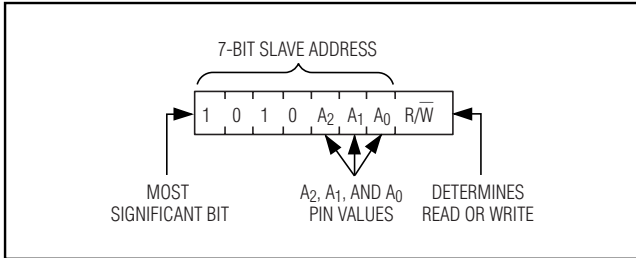 7-BIT SLAVE ADDRESS
1 0 1 0 A2 A1 A0 R/W̅
MOST
SIGNIFICANT BIT
A2, A1, AND A0
PIN VALUES
DETERMINES
READ OR WRITE